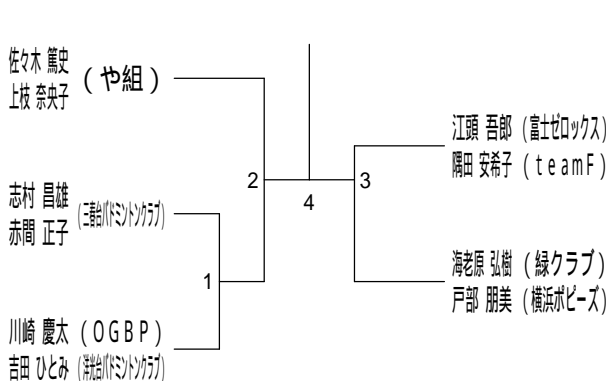 佐々木 篤史
上枝 奈央子 (や組)
志村 昌雄
赤間 正子 (三春台バドミントンクラブ)
川崎 慶太 (OGBP)
吉田 ひとみ (洋光台バドミントンクラブ)
1
2
4
3
江頭 吾郎 (富士ゼロックス)
隅田 安希子 (teamF)
海老原 弘樹 (緑クラブ)
戸部 朋美 (横浜ポピーズ)